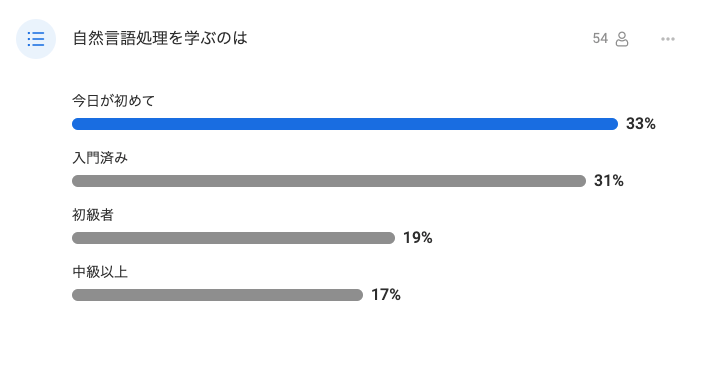 自然言語処理を学ぶのは
54
今日が初めて
33%
入門済み
31%
初級者
19%
中級以上
17%